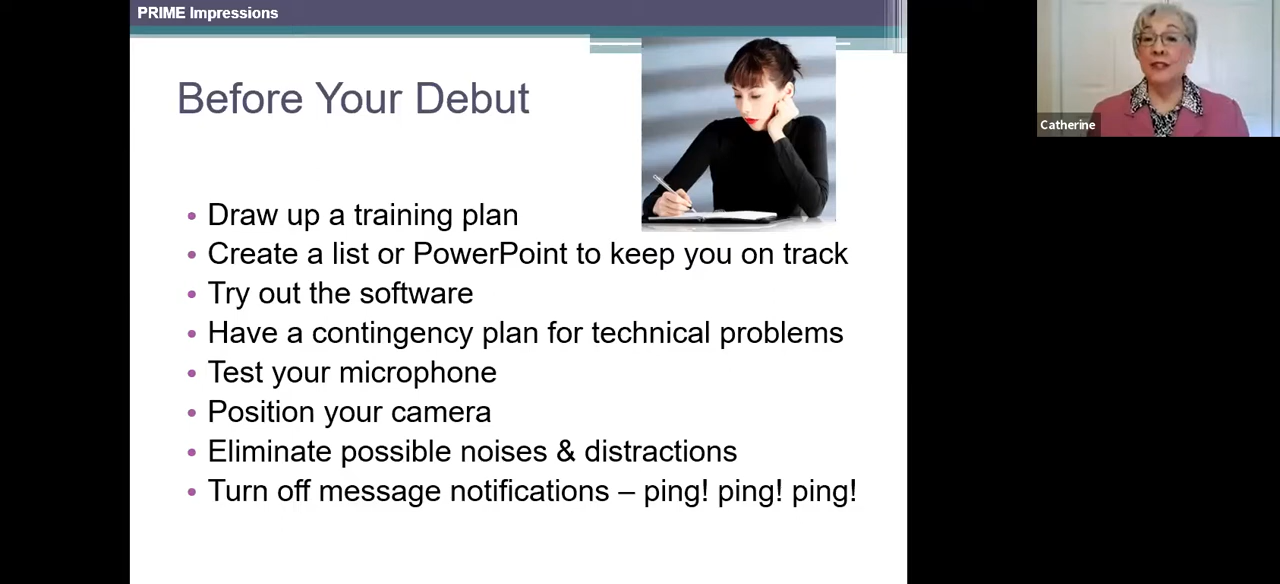 PRIME Impressions
Before Your Debut
Catherine
• Draw up a training plan
• Create a list or PowerPoint to keep you on track
• Try out the software
• Have a contingency plan for technical problems
• Test your microphone
• Position your camera
• Eliminate possible noises & distractions
• Turn off message notifications – ping! ping! ping!